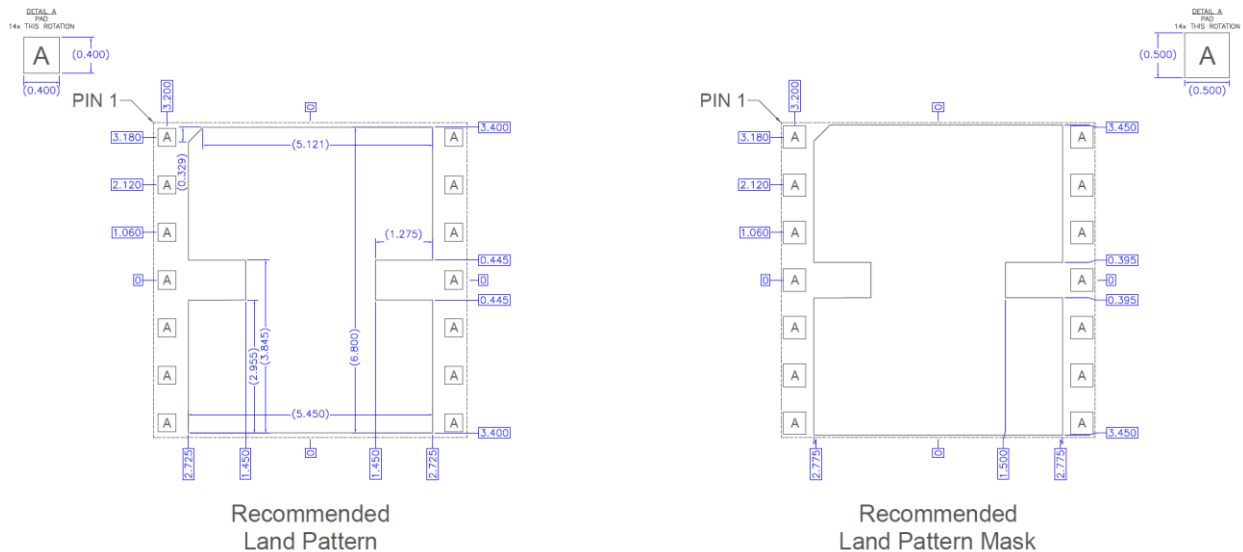 DETAIL A
PAD
14x THIS ROTATION
A
(0.400)
(0.400)
PIN 1
3.200
0
3.180
A
A
3.400
(5.121)
(0.329)
2.120
A
A
1.060
A
A
(1.275)
0.445
0
A
A
0
0.445
A
A
(2.955)
(3.845)
(6.800)
A
A
(5.450)
A
A
3.400
2.725
1.450
0
1.450
2.725
Recommended
Land Pattern
DETAIL A
PAD
14x THIS ROTATION
A
(0.500)
(0.500)
PIN 1
3.200
0
3.180
A
A
3.450
2.120
A
A
1.060
A
A
0.395
0
A
A
0
0.395
A
A
A
A
A
A
3.450
2.775
0
1.500
2.775
Recommended
Land Pattern Mask